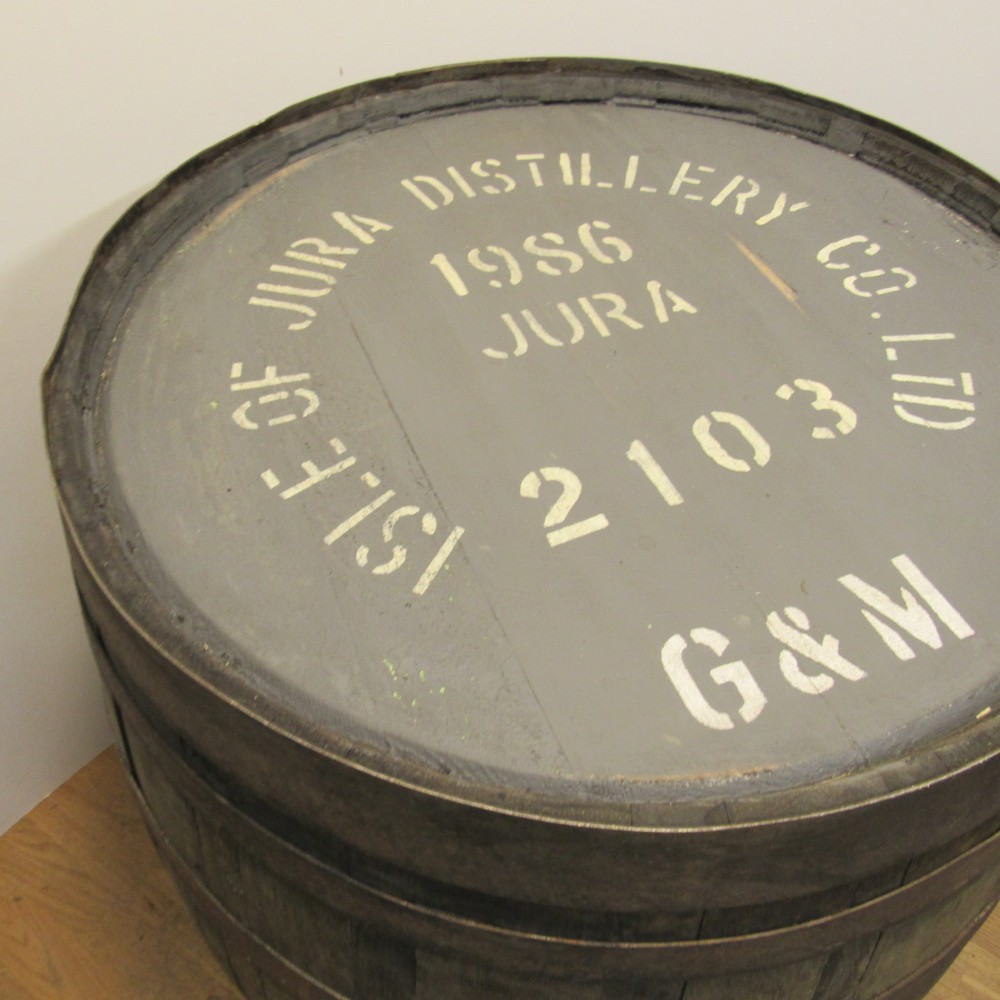 ISLE OF JURA DISTILLERY CO. LTD
1986
JURA
2103
G&M